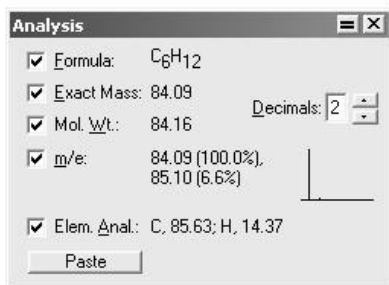 Analysis
Formula: C6H12
Exact Mass: 84.09
Decimals: 2
Mol. Wt.: 84.16
m/e: 84.09 (100.0%),
85.10 (6.6%)
Elem. Anal.: C, 85.63; H, 14.37
Paste